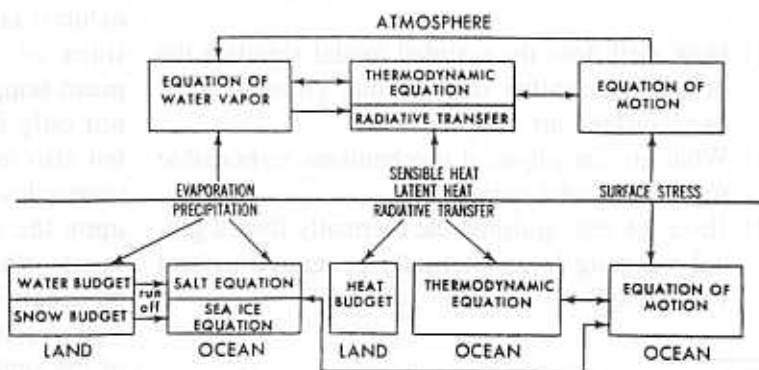 ATMOSPHERE
EQUATION OF
WATER VAPOR
THERMODYNAMIC
EQUATION
RADIATIVE TRANSFER
EQUATION
OF
MOTION
EVAPORATION
PRECIPITATION
SENSIBLE HEAT
LATENT HEAT
RADIATIVE TRANSFER
SURFACE STRESS
WATER BUDGET
SNOW BUDGET
run
off
SALT EQUATION
SEA ICE
EQUATION
HEAT
BUDGET
THERMODYNAMIC
EQUATION
EQUATION OF
MOTION
LAND
OCEAN
LAND
OCEAN
OCEAN